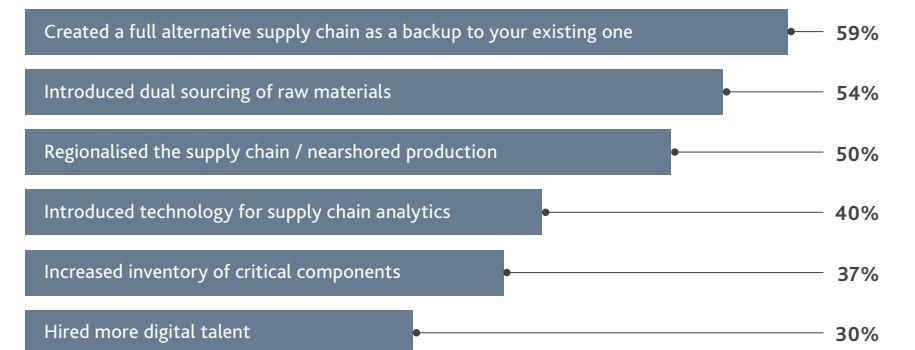 Created a full alternative supply chain as a backup to your existing one 59%
Introduced dual sourcing of raw materials 54%
Regionalised the supply chain / nearshored production 50%
Introduced technology for supply chain analytics 40%
Increased inventory of critical components 37%
Hired more digital talent 30%